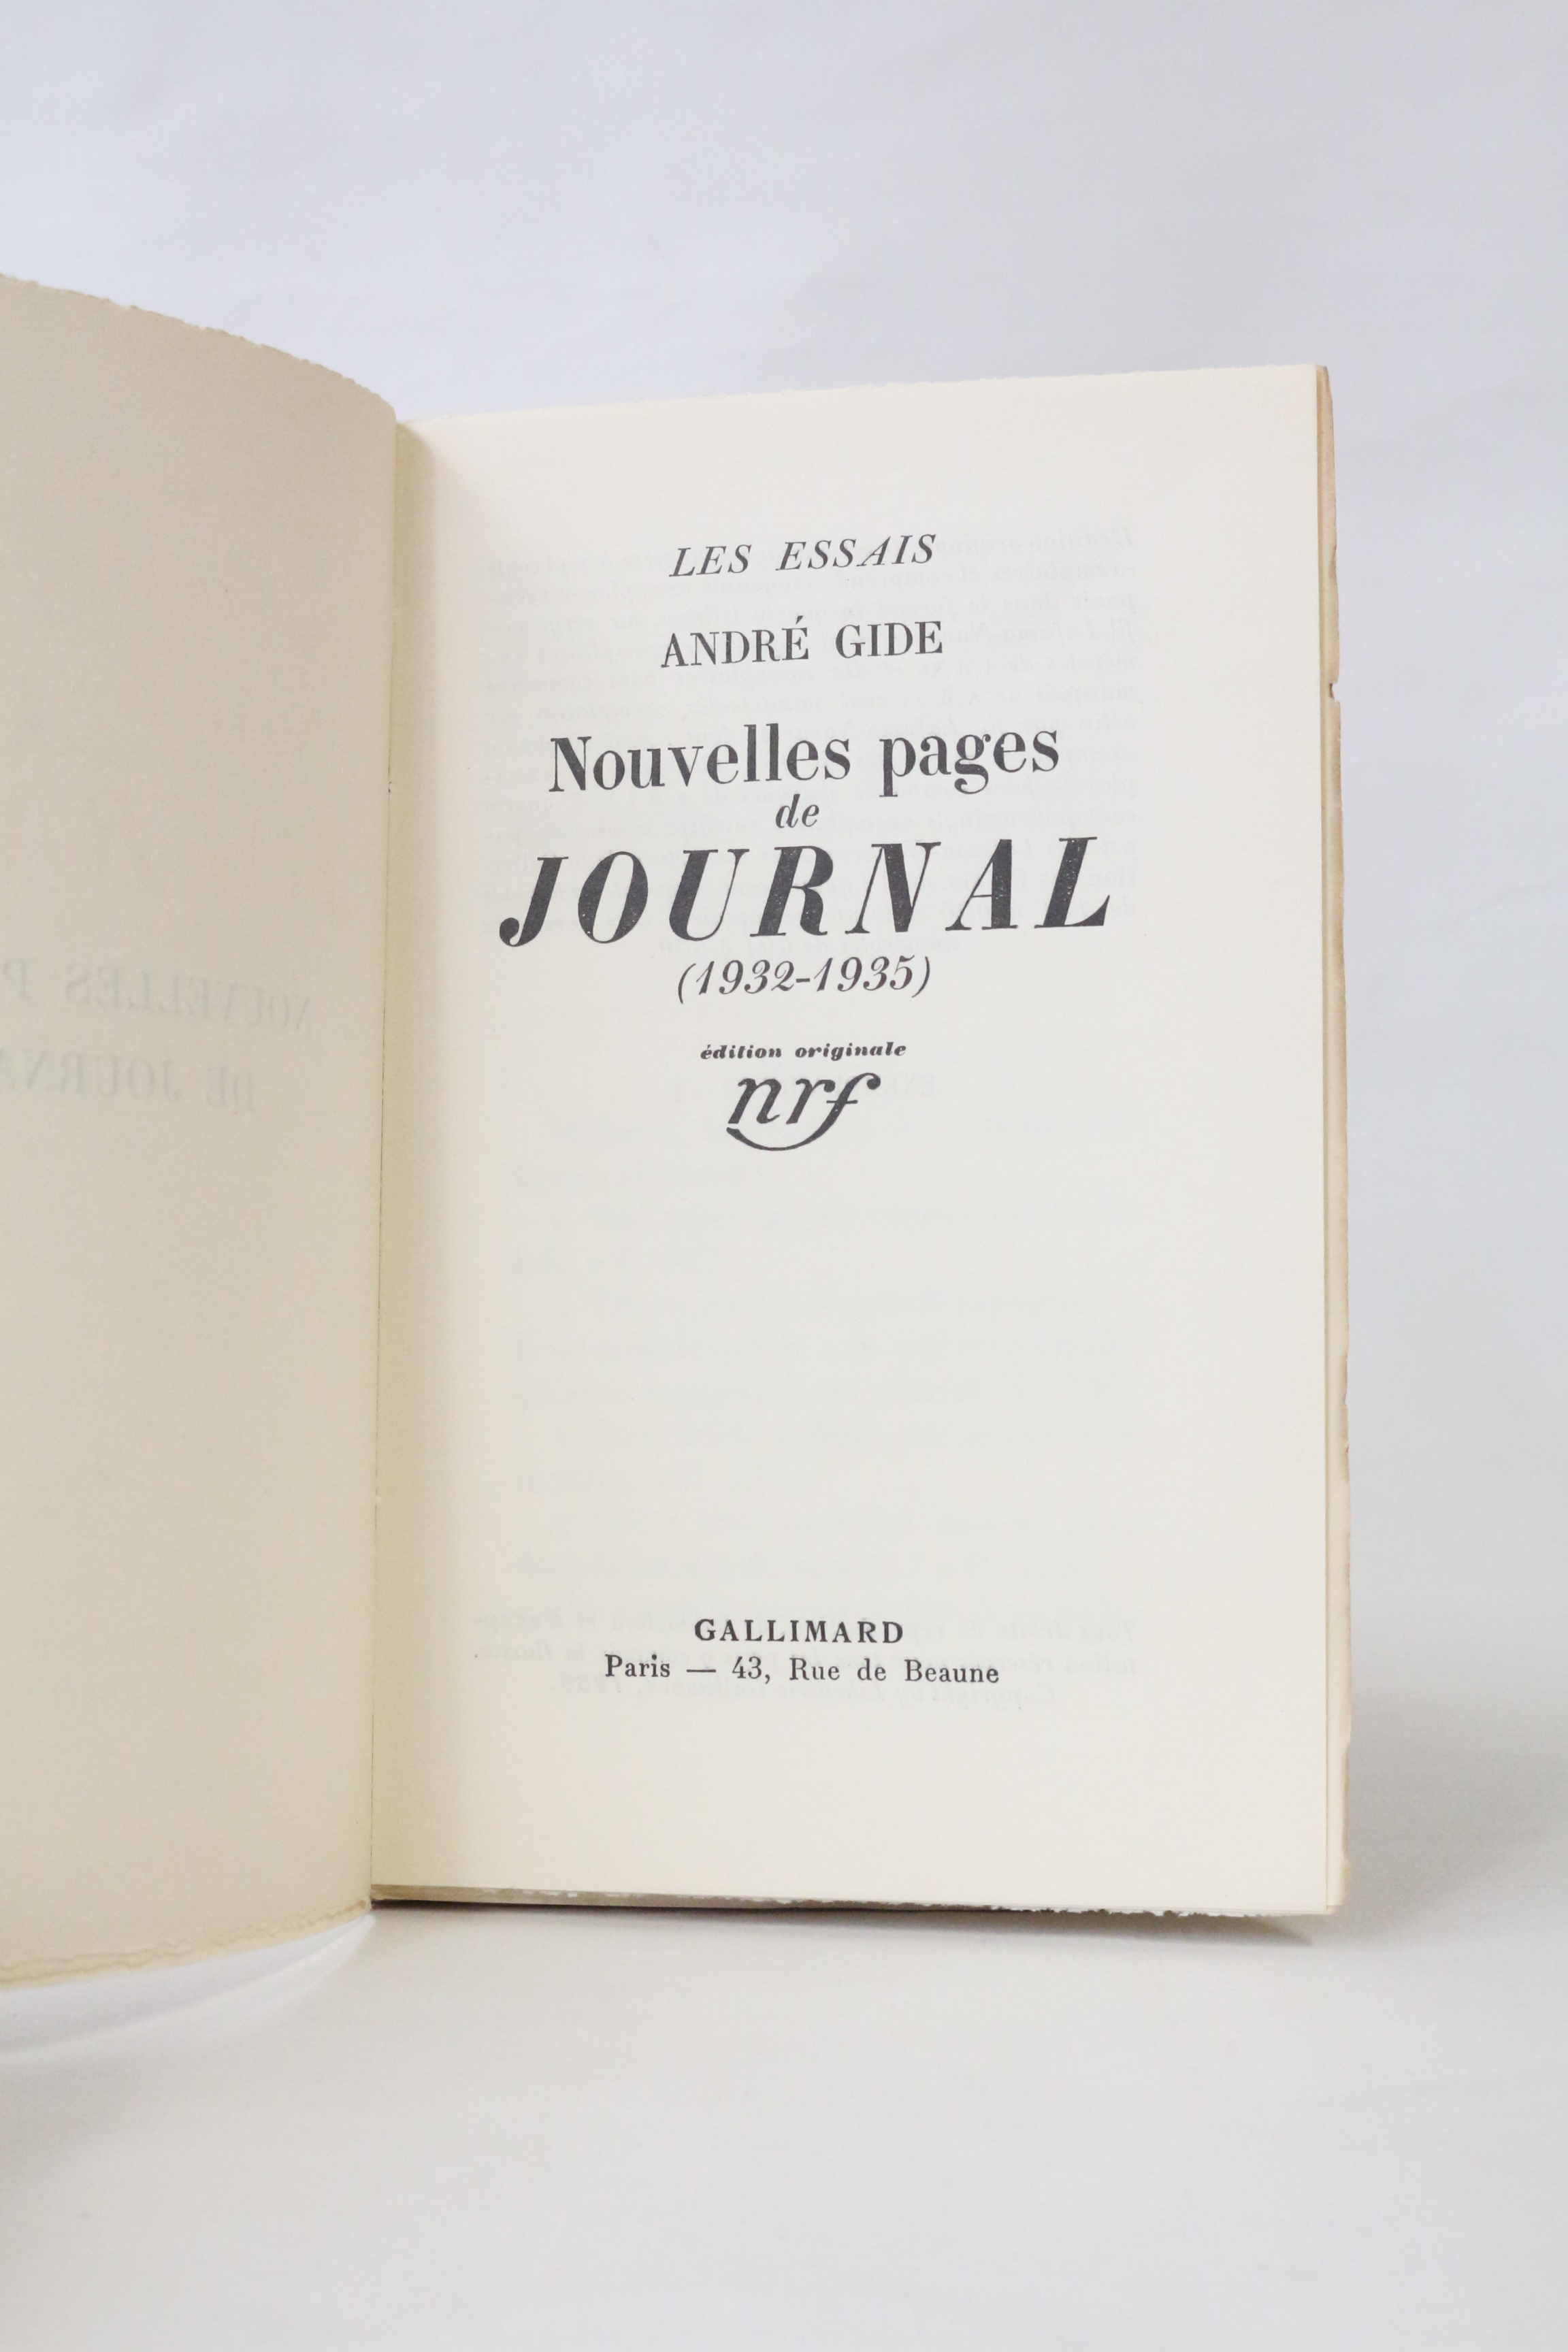 LES ESSAIS
ANDRÉ GIDE
Nouvelles pages
de
JOURNAL
(1932-1935)
édition originale
nrf
GALLIMARD
Paris — 43, Rue de Beaune